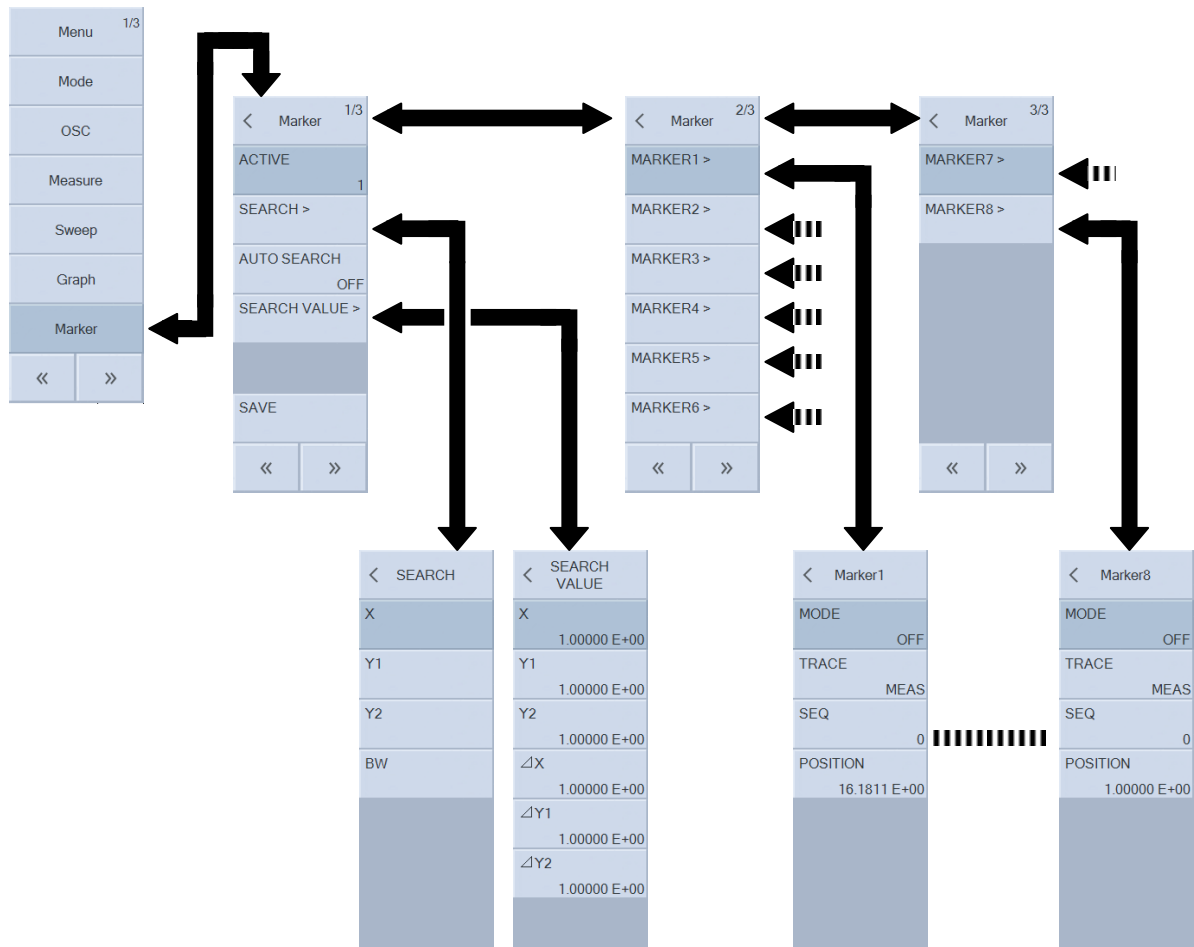 Menu 1/3
Mode
OSC
Measure
Sweep
Graph
Marker
« »
< Marker 1/3
ACTIVE
1
SEARCH >
AUTO SEARCH
OFF
SEARCH VALUE >
SAVE
« »
< Marker 2/3
MARKER1 >
MARKER2 >
MARKER3 >
MARKER4 >
MARKER5 >
MARKER6 >
« »
< Marker 3/3
MARKER7 >
MARKER8 >
« »
< SEARCH
X
Y1
Y2
BW
< SEARCH
VALUE
X
1.00000 E+00
Y1
1.00000 E+00
Y2
1.00000 E+00
⊿X
1.00000 E+00
⊿Y1
1.00000 E+00
⊿Y2
1.00000 E+00
< Marker1
MODE
OFF
TRACE
MEAS
SEQ
0
POSITION
16.1811 E+00
< Marker8
MODE
OFF
TRACE
MEAS
SEQ
0
POSITION
1.00000 E+00